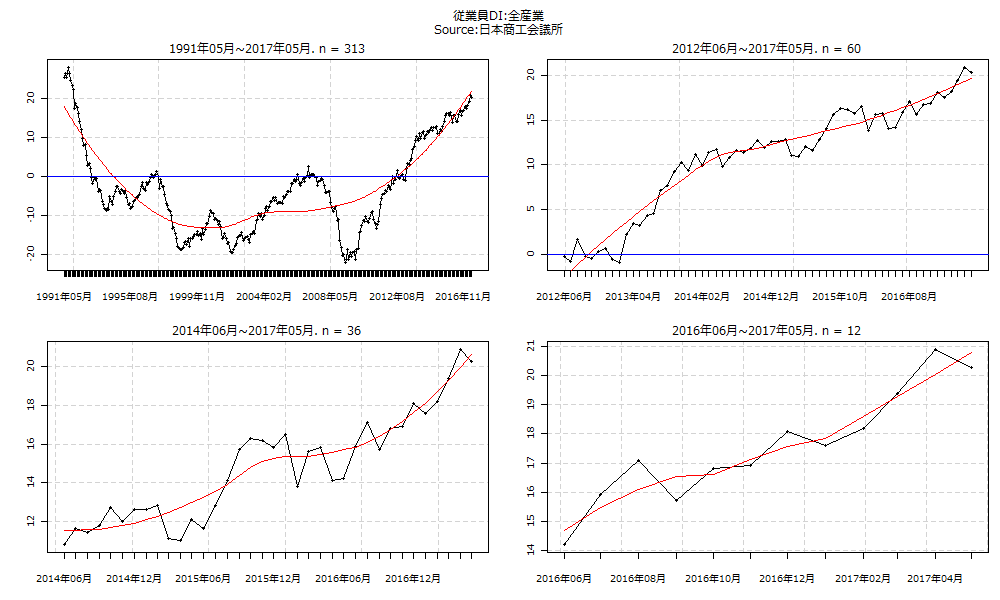 従業員DI:全産業
Source:日本商工会議所
1991年05月~2017年05月. n = 313
20
10
0
-10
-20
1991年05月 1995年08月 1999年11月 2004年02月 2008年05月 2012年08月 2016年11月
2012年06月~2017年05月. n = 60
20
15
10
5
0
2012年06月 2013年04月 2014年02月 2014年12月 2015年10月 2016年08月
2014年06月~2017年05月. n = 36
20
18
16
14
12
2014年06月 2014年12月 2015年06月 2015年12月 2016年06月 2016年12月
2016年06月~2017年05月. n = 12
21
20
19
18
17
16
15
14
2016年06月 2016年08月 2016年10月 2016年12月 2017年02月 2017年04月